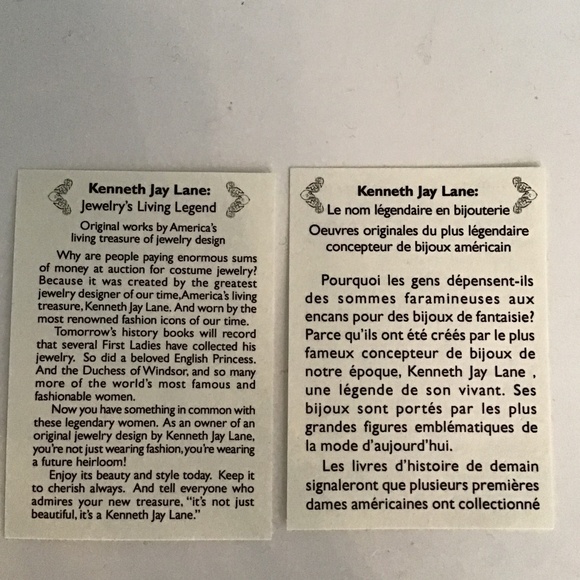 Kenneth Jay Lane:
Jewelry's Living Legend
Original works by America's
living treasure of jewelry design
Why are people paying enormous sums
of money at auction for costume jewelry?
Because it was created by the greatest
jewelry designer of our time,America's living
treasure, Kenneth Jay Lane. And worn by the
most renowned fashion icons of our time.
Tomorrow's history books will record
that several First Ladies have collected his
jewelry. So did a beloved English Princess.
And the Duchess of Windsor, and so many
more of the world's most famous and
fashionable women.
Now you have something in common with
these legendary women. As an owner of an
original jewelry design by Kenneth Jay Lane,
you're not just wearing fashion, you're wearing
a future heirloom!
Enjoy its beauty and style today. Keep it
to cherish always. And tell everyone who
admires your new treasure, "it's not just
beautiful, it's a Kenneth Jay Lane."
Kenneth Jay Lane:
Le nom légendaire en bijouterie
Oeuvres originales du plus légendaire
concepteur de bijoux américain
Pourquoi les gens dépensent-ils
des sommes faramineuses aux
encans pour des bijoux de fantaisie?
Parce qu'ils ont été créés par le plus
fameux concepteur de bijoux de
notre époque, Kenneth Jay Lane ,
une légende de son vivant. Ses
bijoux sont portés par les plus
grandes figures emblématiques de
la mode d'aujourd'hui.
Les livres d'histoire de demain
signaleront que plusieurs premières
dames américaines ont collectionné